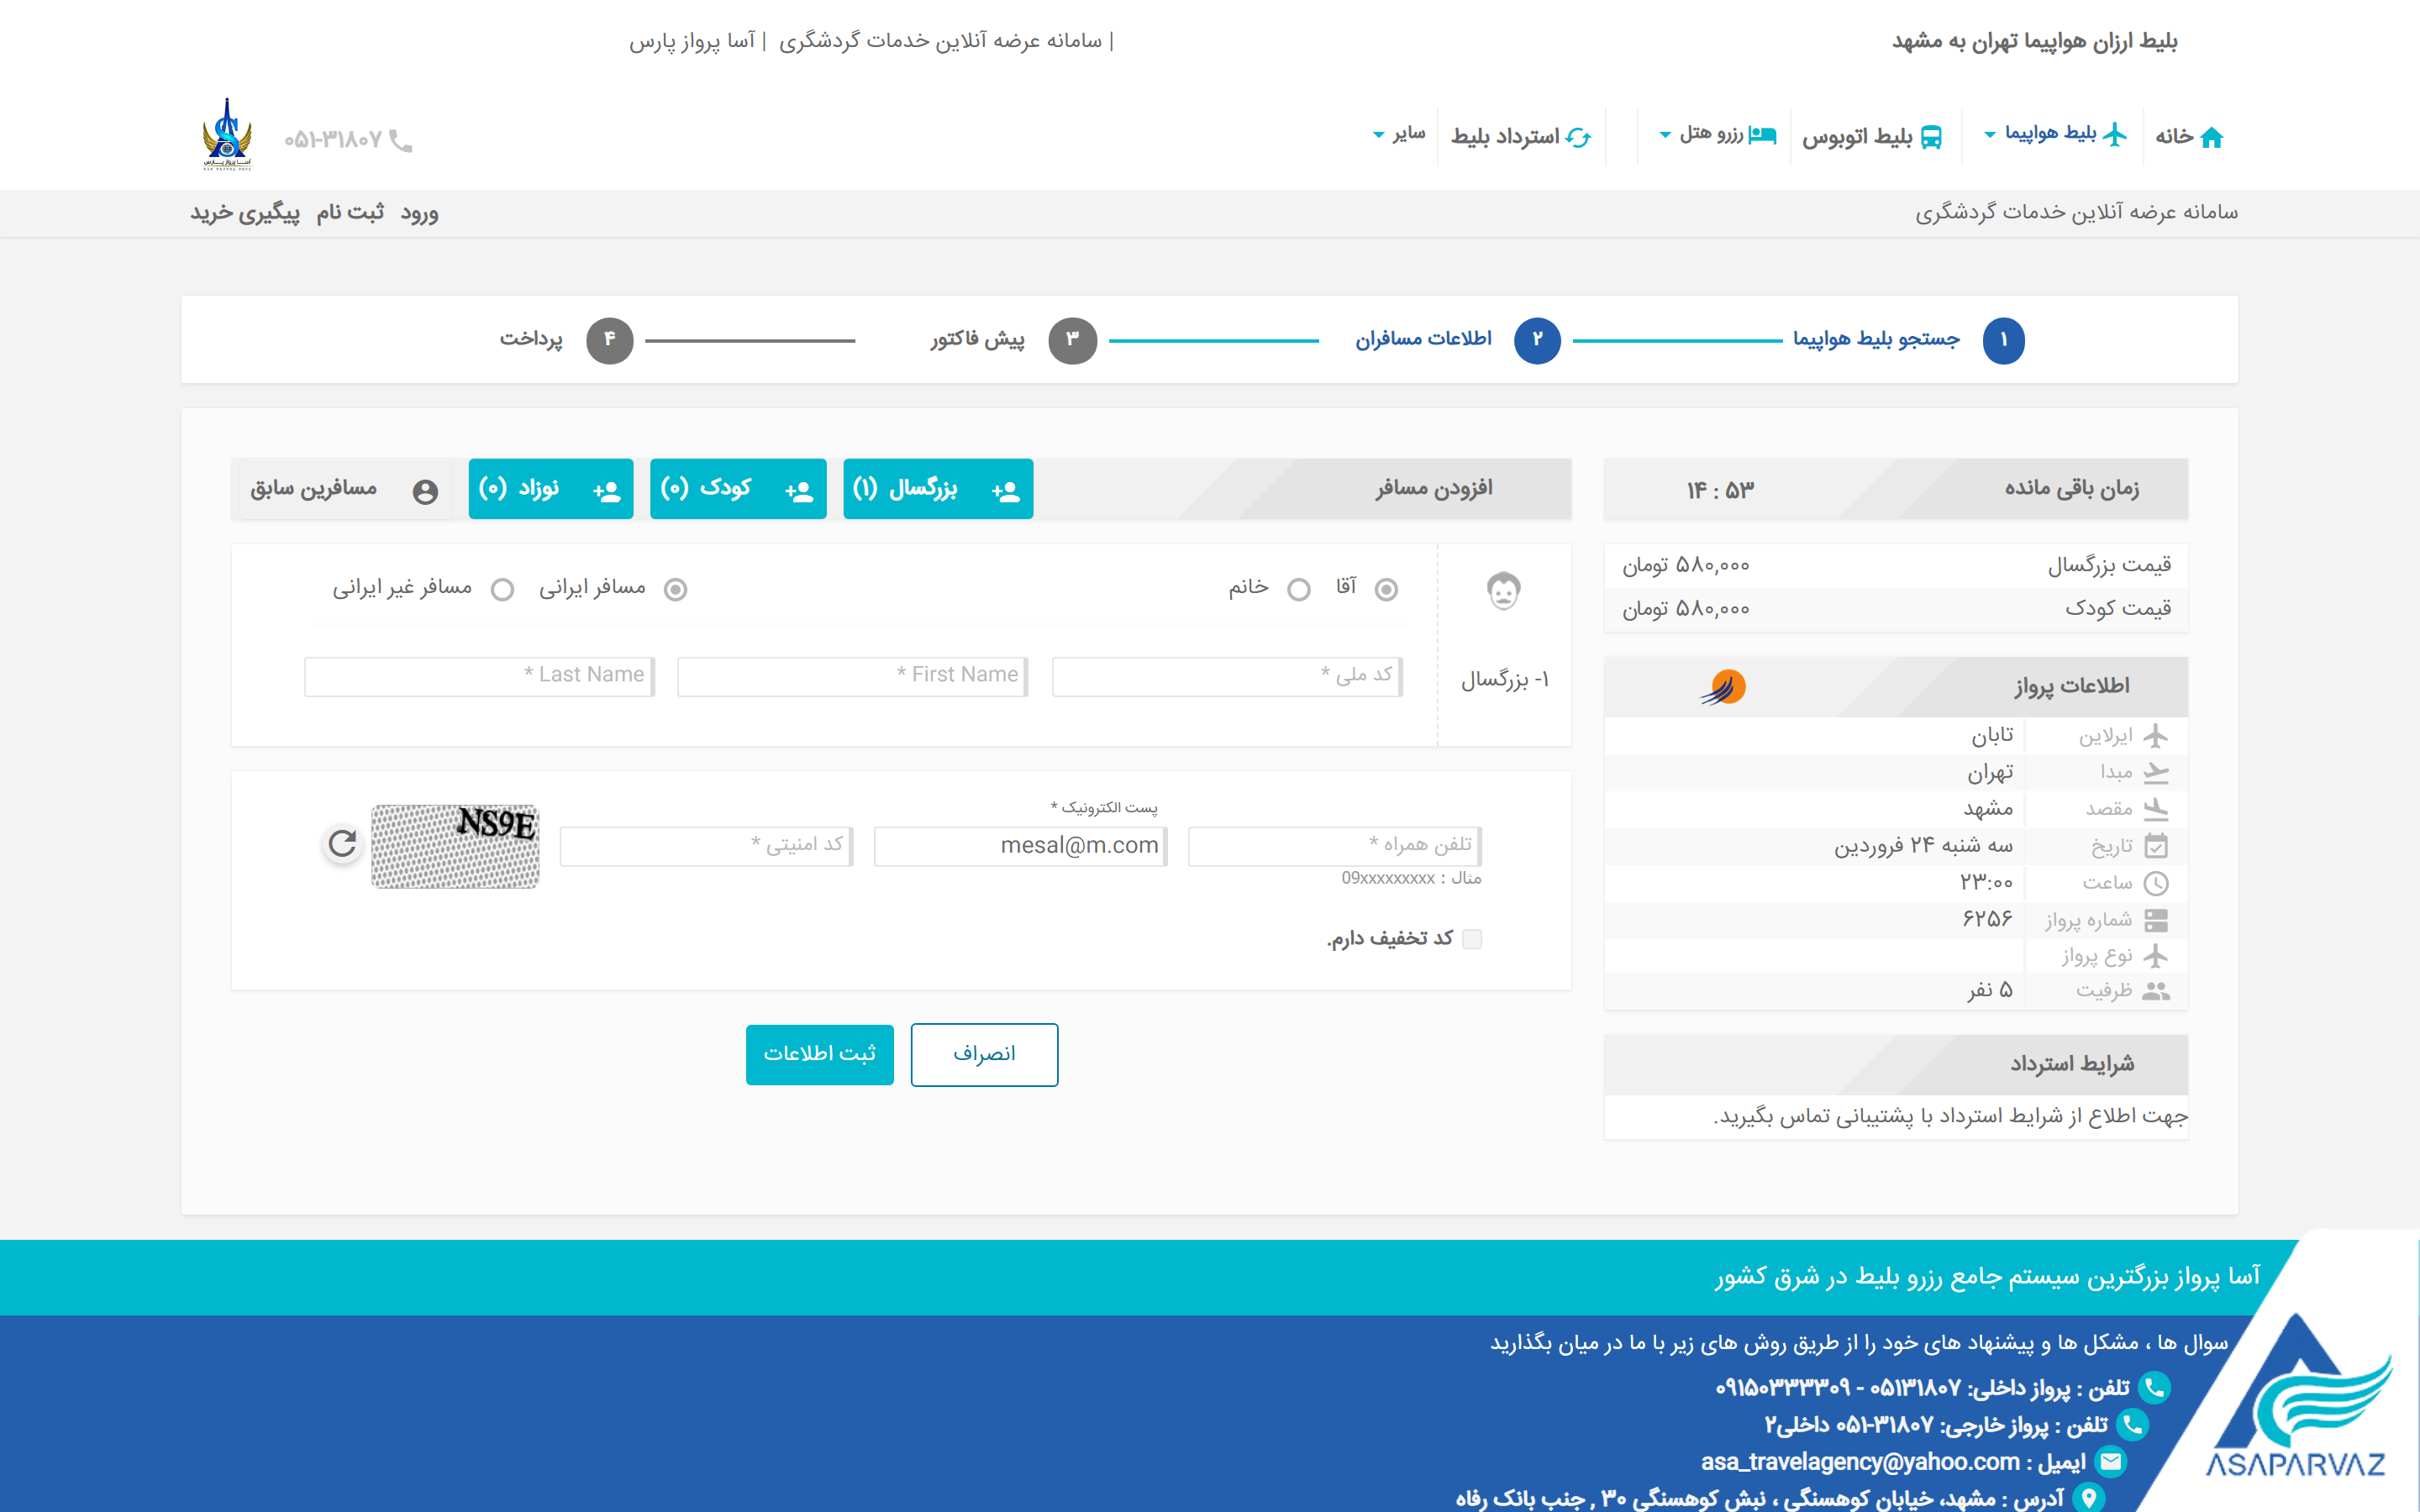 بلیط ارزان هواپیما تهران به مشهد
| سامانه عرضه آنلاین خدمات گردشگری | آسا پرواز پارس
خانه
بلیط هواپیما
بلیط اتوبوس
رزرو هتل
استرداد بلیط
سایر
۰۵۱-۳۱۸۰۷
سامانه عرضه آنلاین خدمات گردشگری
ورود ثبت نام پیگیری خرید
۱ جستجو بلیط هواپیما
۲ اطلاعات مسافران
۳ پیش فاکتور
۴ پرداخت
زمان باقی مانده
۱۴ : ۵۳
قیمت بزرگسال ۵۸۰,۰۰۰ تومان
قیمت کودک ۵۸۰,۰۰۰ تومان
اطلاعات پرواز
ایرلاین تابان
مبدا تهران
مقصد مشهد
تاریخ سه شنبه ۲۴ فروردین
ساعت ۲۳:۰۰
شماره پرواز ۶۲۵۶
نوع پرواز
ظرفیت ۵ نفر
شرایط استرداد
جهت اطلاع از شرایط استرداد با پشتیبانی تماس بگیرید.
افزودن مسافر
بزرگسال (۱)
کودک (۰)
نوزاد (۰)
مسافرین سابق
آقا خانم
مسافر ایرانی مسافر غیر ایرانی
۱- بزرگسال
کد ملی *
First Name *
Last Name *
پست الکترونیک *
تلفن همراه *
mesal@m.com
کد امنیتی *
NS9E
مثال : 09xxxxxxxxx
کد تخفیف دارم.
انصراف
ثبت اطلاعات
آسا پرواز بزرگترین سیستم جامع رزرو بلیط در شرق کشور
سوال ها ، مشکل ها و پیشنهاد های خود را از طریق روش های زیر با ما در میان بگذارید
تلفن : پرواز داخلی: ۰۵۱۳۱۸۰۷ - ۰۹۱۵۰۳۳۳۳۰۹
تلفن : پرواز خارجی: ۰۵۱-۳۱۸۰۷ داخلی۲
ایمیل : asa_travelagency@yahoo.com
آدرس : مشهد، خیابان کوهسنگی ، نبش کوهسنگی ۳۰ , جنب بانک رفاه
ASAPARVAZ